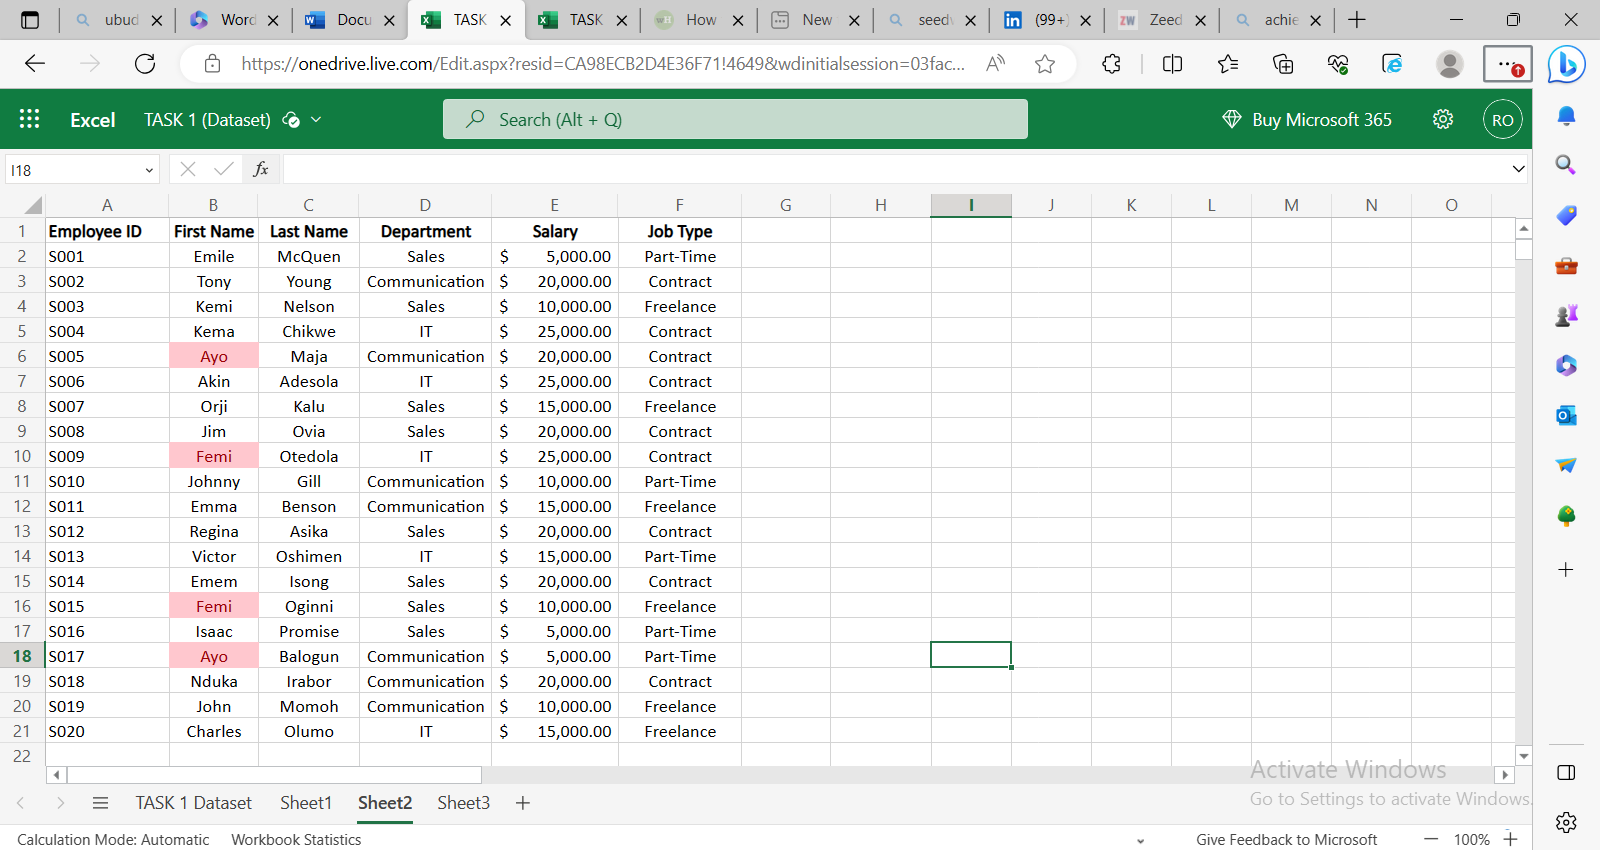 ubud
Word
Docu
TASK
TASK
How
New
seedv
(99+)
Zeed
achie
https://onedrive.live.com/Edit.aspx?resid=CA98ECB2D4E36F71!4649&wdinitialsession=03fac...
Excel TASK 1 (Dataset) Search (Alt + Q) Buy Microsoft 365 RO
I18 fx
A B C D E F G H I J K L M N O
1 Employee ID First Name Last Name Department Salary Job Type
2 S001 Emile McQuen Sales $ 5,000.00 Part-Time
3 S002 Tony Young Communication $ 20,000.00 Contract
4 S003 Kemi Nelson Sales $ 10,000.00 Freelance
5 S004 Kema Chikwe IT $ 25,000.00 Contract
6 S005 Ayo Maja Communication $ 20,000.00 Contract
7 S006 Akin Adesola IT $ 25,000.00 Contract
8 S007 Orji Kalu Sales $ 15,000.00 Freelance
9 S008 Jim Ovia Sales $ 20,000.00 Contract
10 S009 Femi Otedola IT $ 25,000.00 Contract
11 S010 Johnny Gill Communication $ 10,000.00 Part-Time
12 S011 Emma Benson Communication $ 15,000.00 Freelance
13 S012 Regina Asika Sales $ 20,000.00 Contract
14 S013 Victor Oshimen IT $ 15,000.00 Part-Time
15 S014 Emem Isong Sales $ 20,000.00 Contract
16 S015 Femi Oginni Sales $ 10,000.00 Freelance
17 S016 Isaac Promise Sales $ 5,000.00 Part-Time
18 S017 Ayo Balogun Communication $ 5,000.00 Part-Time
19 S018 Nduka Irabor Communication $ 20,000.00 Contract
20 S019 John Momoh Communication $ 10,000.00 Freelance
21 S020 Charles Olumo IT $ 15,000.00 Freelance
22
Activate Windows
Go to Settings to activate Windows.
TASK 1 Dataset Sheet1 Sheet2 Sheet3
Calculation Mode: Automatic Workbook Statistics Give Feedback to Microsoft 100%